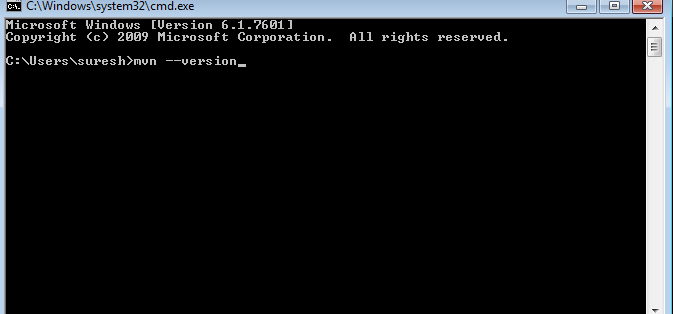 C:\Windows\system32\cmd.exe
Microsoft Windows [Version 6.1.7601]
Copyright (c) 2009 Microsoft Corporation.  All rights reserved.
C:\Users\suresh>mvn --version_